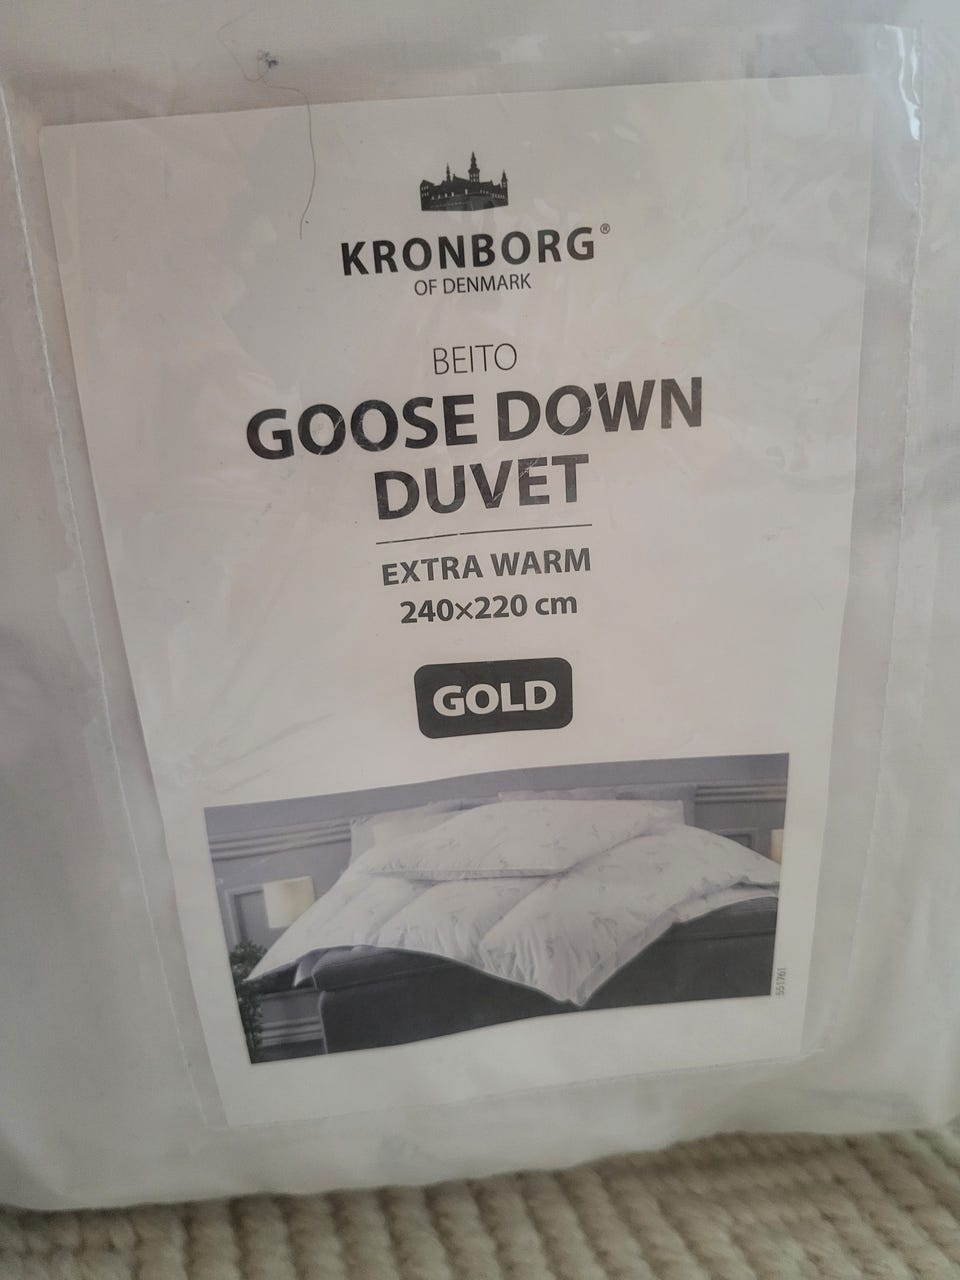 KRONBORG®
OF DENMARK
BEITO
GOOSE DOWN
DUVET
EXTRA WARM
240×220 cm
GOLD
551761